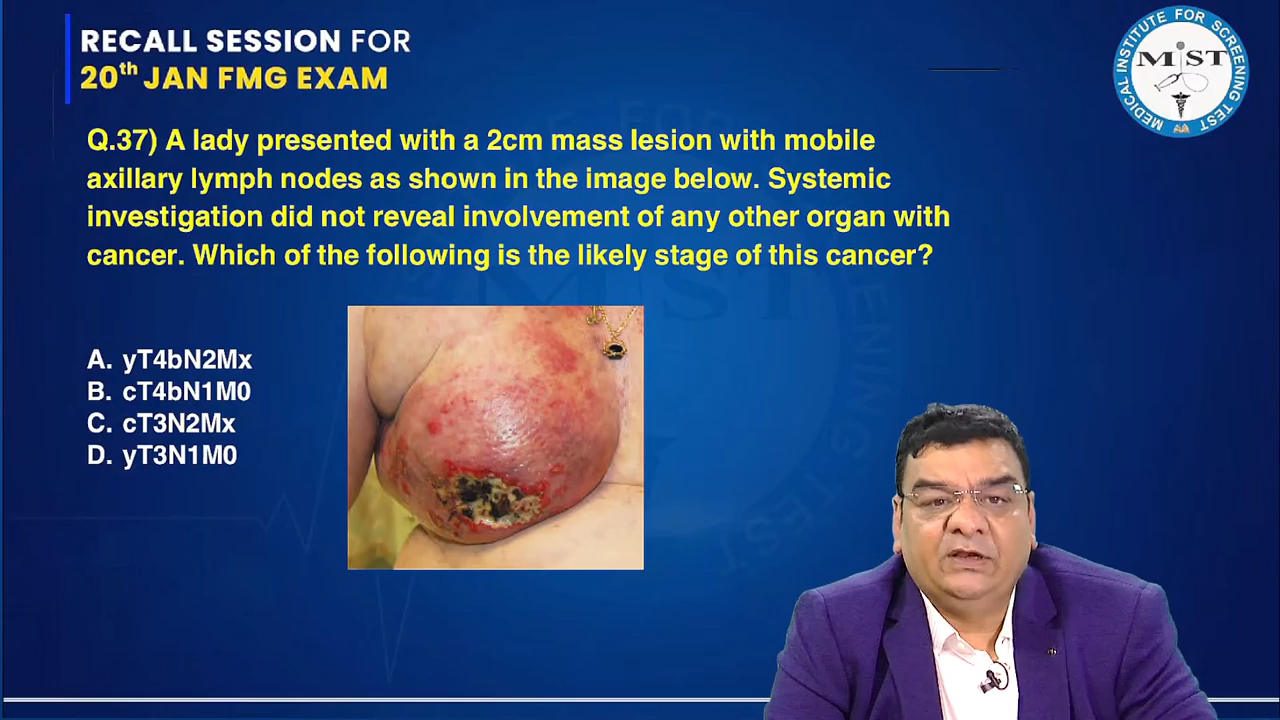 RECALL SESSION FOR
20th JAN FMG EXAM
MEDICAL INSTITUTE FOR SCREENING TEST
MIST
Q.37) A lady presented with a 2cm mass lesion with mobile
axillary lymph nodes as shown in the image below. Systemic
investigation did not reveal involvement of any other organ with
cancer. Which of the following is the likely stage of this cancer?
A. yT4bN2Mx
B. cT4bN1M0
C. cT3N2Mx
D. yT3N1M0